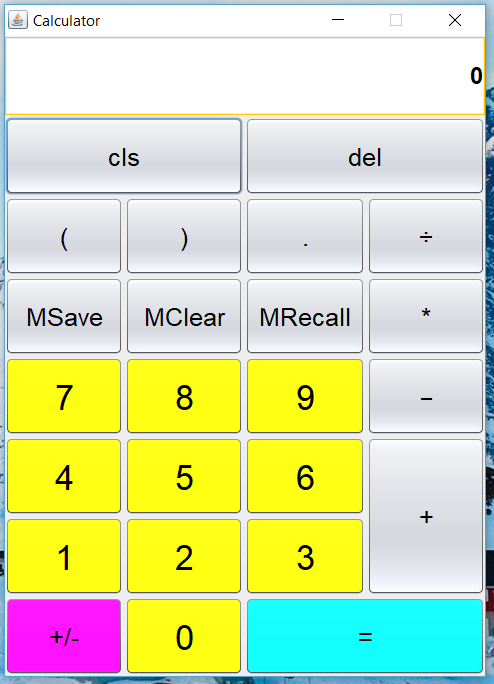 Calculator
0
cls del
( ) . ÷
MSave MClear MRecall *
7 8 9 −
4 5 6 +
1 2 3
+/- 0 =